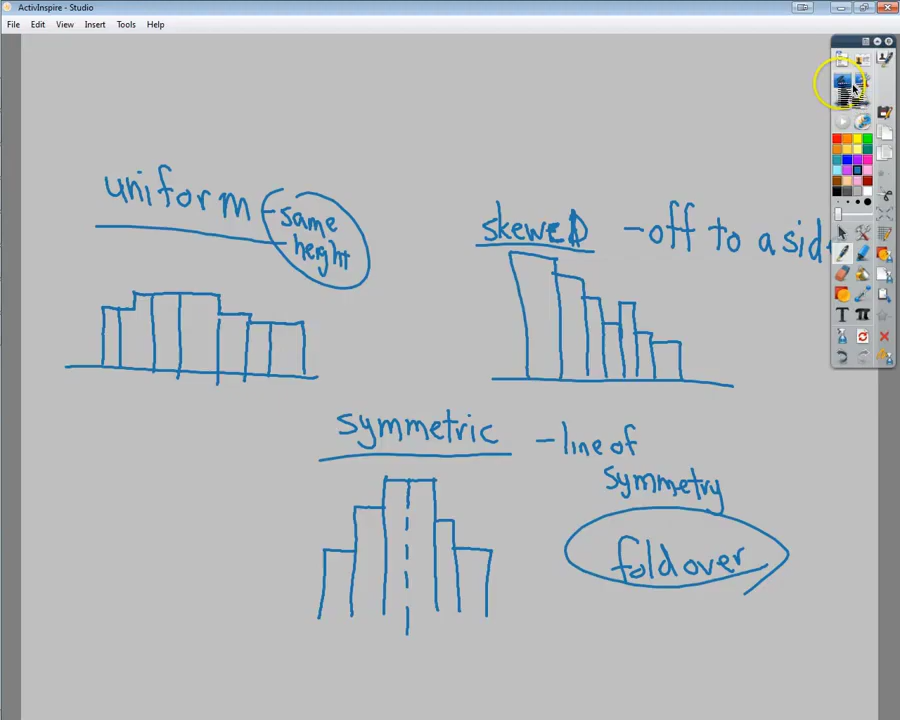 ActivInspire - Studio
File Edit View Insert Tools Help
uniform
- same
height
skewed - off to a side
symmetric - line of
symmetry
fold over